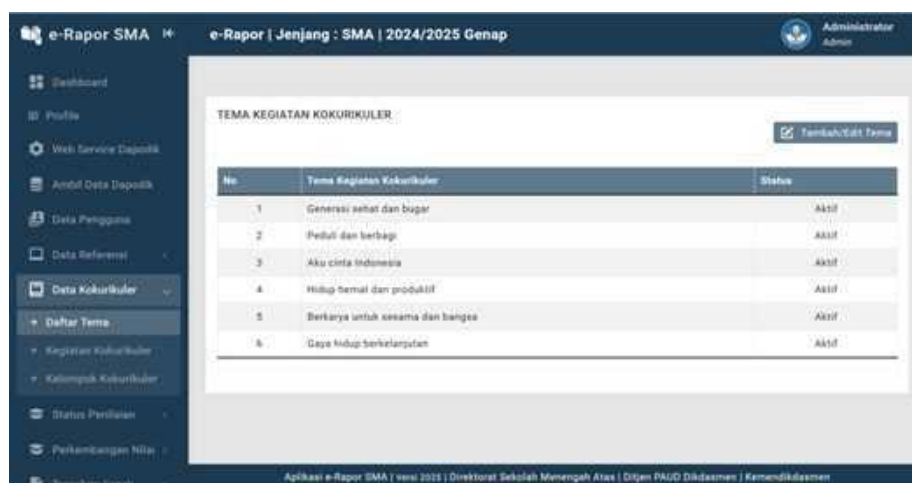 e-Rapor SMA
e-Rapor | Jenjang : SMA | 2024/2025 Genap
Administrator
Admin
Dashboard
Profile
Web Service Dapodik
Ambil Data Dapodik
Data Pengguna
Data Referensi
Data Kokurikuler
Daftar Tema
Kegiatan Kokurikuler
Kelompok Kokurikuler
Status Penilaian
Perkembangan Nilai
TEMA KEGIATAN KOKURIKULER
Tambah/Edit Tema
No Tema Kegiatan Kokurikuler Status
1 Generasi sehat dan bugar Aktif
2 Peduli dan berbagi Aktif
3 Aku cinta Indonesia Aktif
4 Hidup hemat dan produktif Aktif
5 Berkarya untuk sesama dan bangsa Aktif
6 Gaya hidup berkelanjutan Aktif
Aplikasi e-Rapor SMA | versi 2025 | Direktorat Sekolah Menengah Atas | Ditjen PAUD Dikdasmen | Kemendikdasmen